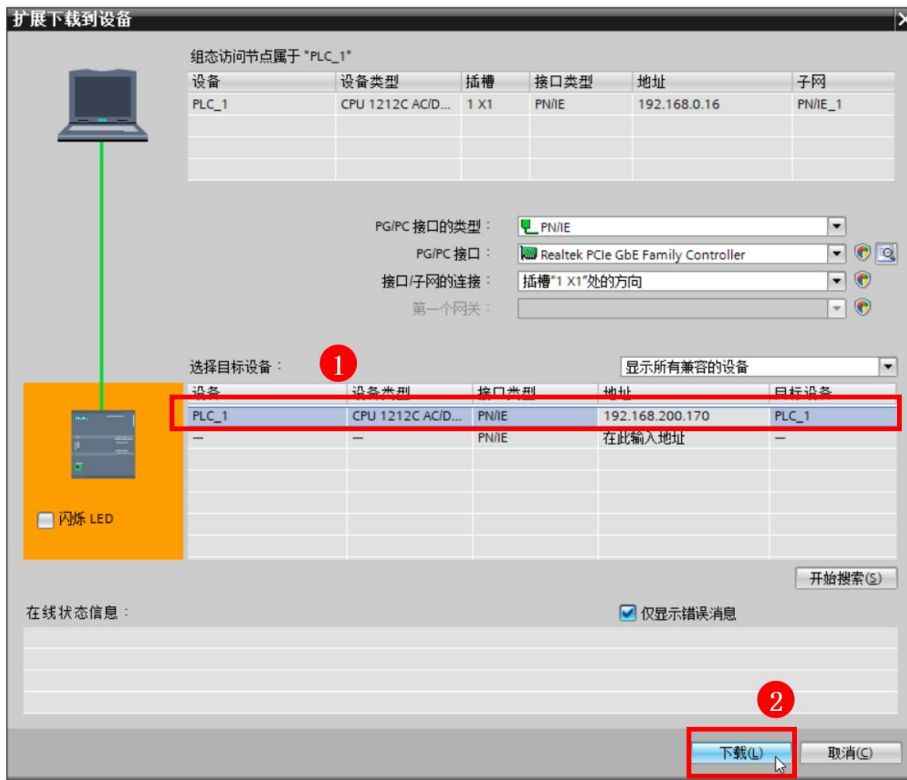 扩展下载到设备
组态访问节点属于 "PLC_1"
设备 设备类型 插槽 接口类型 地址 子网
PLC_1 CPU 1212C AC/D... 1 X1 PN/IE 192.168.0.16 PN/IE_1
PG/PC 接口的类型： PN/IE
PG/PC 接口： Realtek PCIe GbE Family Controller
接口/子网的连接： 插槽"1 X1"处的方向
第一个网关：
选择目标设备： 1 显示所有兼容的设备
设备 设备类型 接口类型 地址 目标设备
PLC_1 CPU 1212C AC/D... PN/IE 192.168.200.170 PLC_1
— — PN/IE 在此输入地址 —
闪烁 LED
开始搜索(S)
在线状态信息： 仅显示错误消息
2
下载(L) 取消(C)